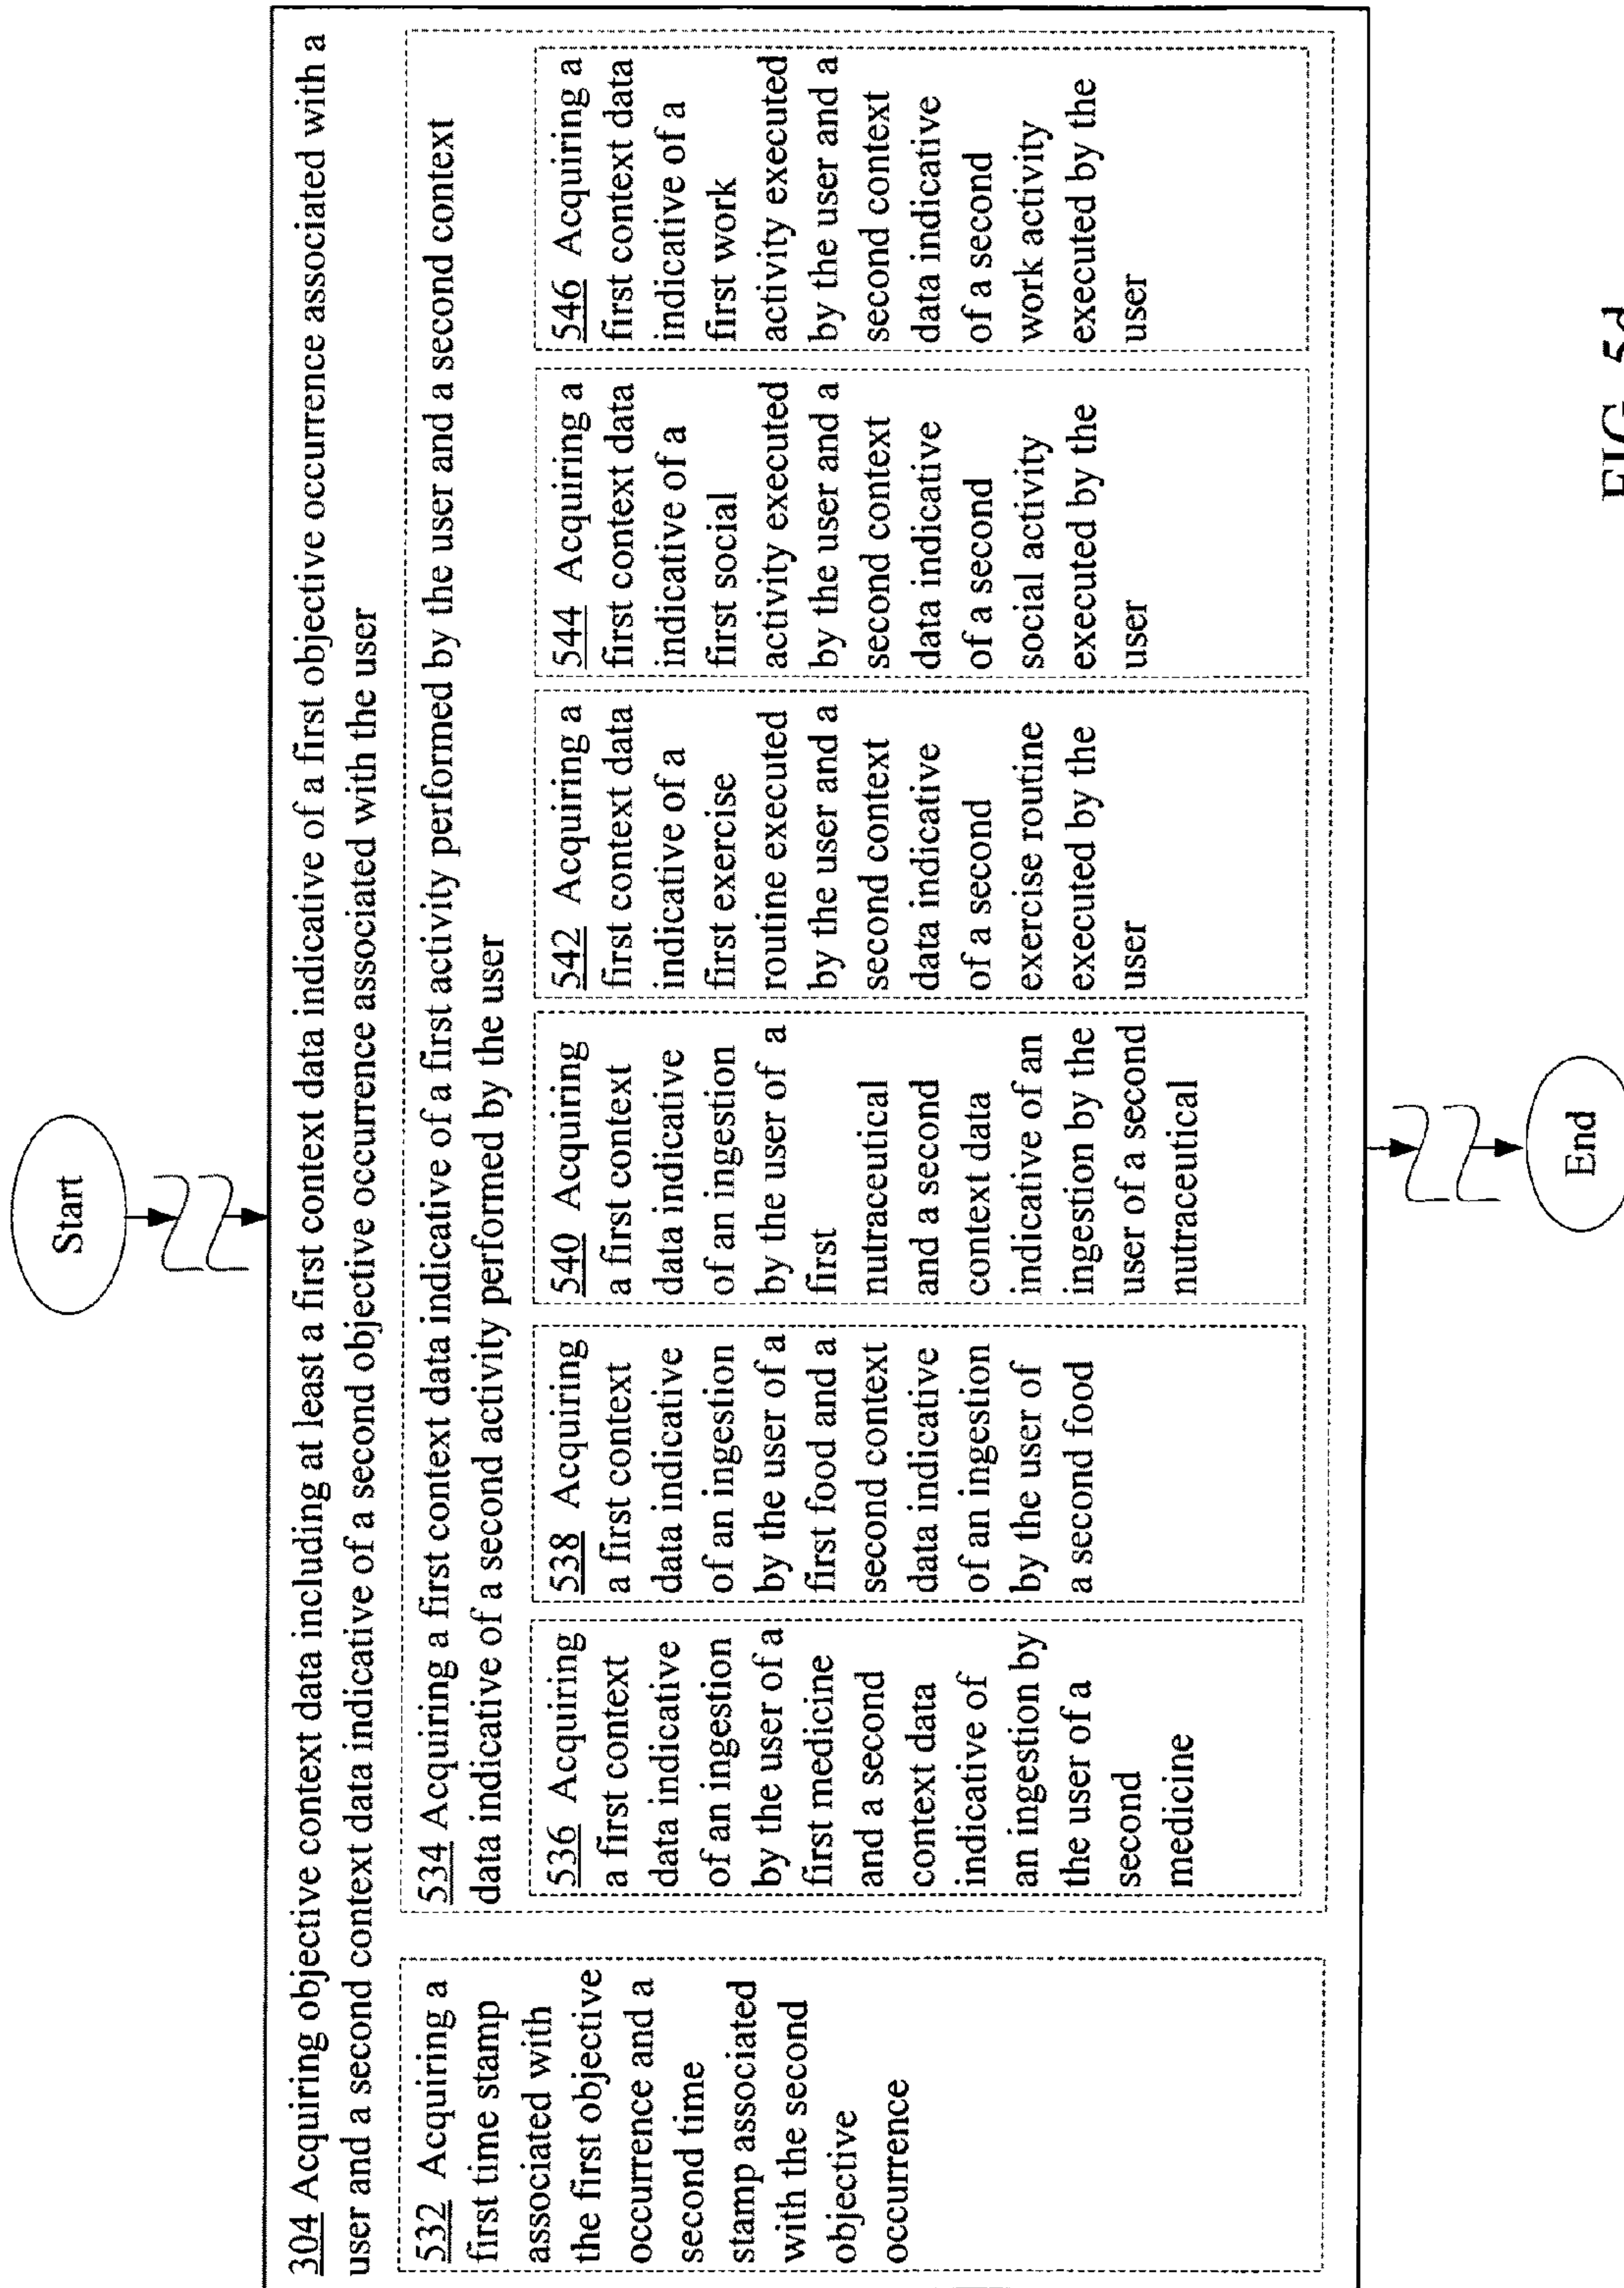 Start
304 Acquiring objective context data including at least a first context data indicative of a first objective occurrence associated with a
user and a second context data indicative of a second objective occurrence associated with the user
532 Acquiring a
first time stamp
associated with
the first objective
occurrence and a
second time
stamp associated
with the second
objective
occurrence
534 Acquiring a first context data indicative of a first activity performed by the user and a second context
data indicative of a second activity performed by the user
536 Acquiring
a first context
data indicative
of an ingestion
by the user of a
first medicine
and a second
context data
indicative of
an ingestion by
the user of a
second
medicine
538 Acquiring
a first context
data indicative
of an ingestion
by the user of a
first food and a
second context
data indicative
of an ingestion
by the user of
a second food
540 Acquiring
a first context
data indicative
of an ingestion
by the user of a
first
nutraceutical
and a second
context data
indicative of an
ingestion by the
user of a second
nutraceutical
542 Acquiring a
first context data
indicative of a
first exercise
routine executed
by the user and a
second context
data indicative
of a second
exercise routine
executed by the
user
544 Acquiring a
first context data
indicative of a
first social
activity executed
by the user and a
second context
data indicative
of a second
social activity
executed by the
user
546 Acquiring a
first context data
indicative of a
first work
activity executed
by the user and a
second context
data indicative
of a second
work activity
executed by the
user
End
FIG. 5d